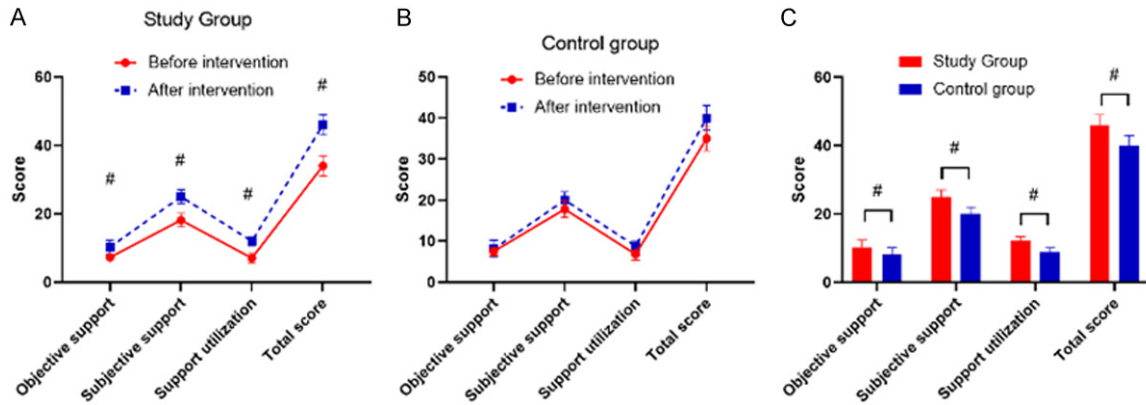 A
Study Group
Before intervention
After intervention
Score
60
40
20
0
#
#
#
#
Objective support
Subjective support
Support utilization
Total score
B
Control group
Before intervention
After intervention
Score
50
40
30
20
10
0
Objective support
Subjective support
Support utilization
Total score
C
Study Group
Control group
Score
60
40
20
0
#
#
#
#
Objective support
Subjective support
Support utilization
Total score